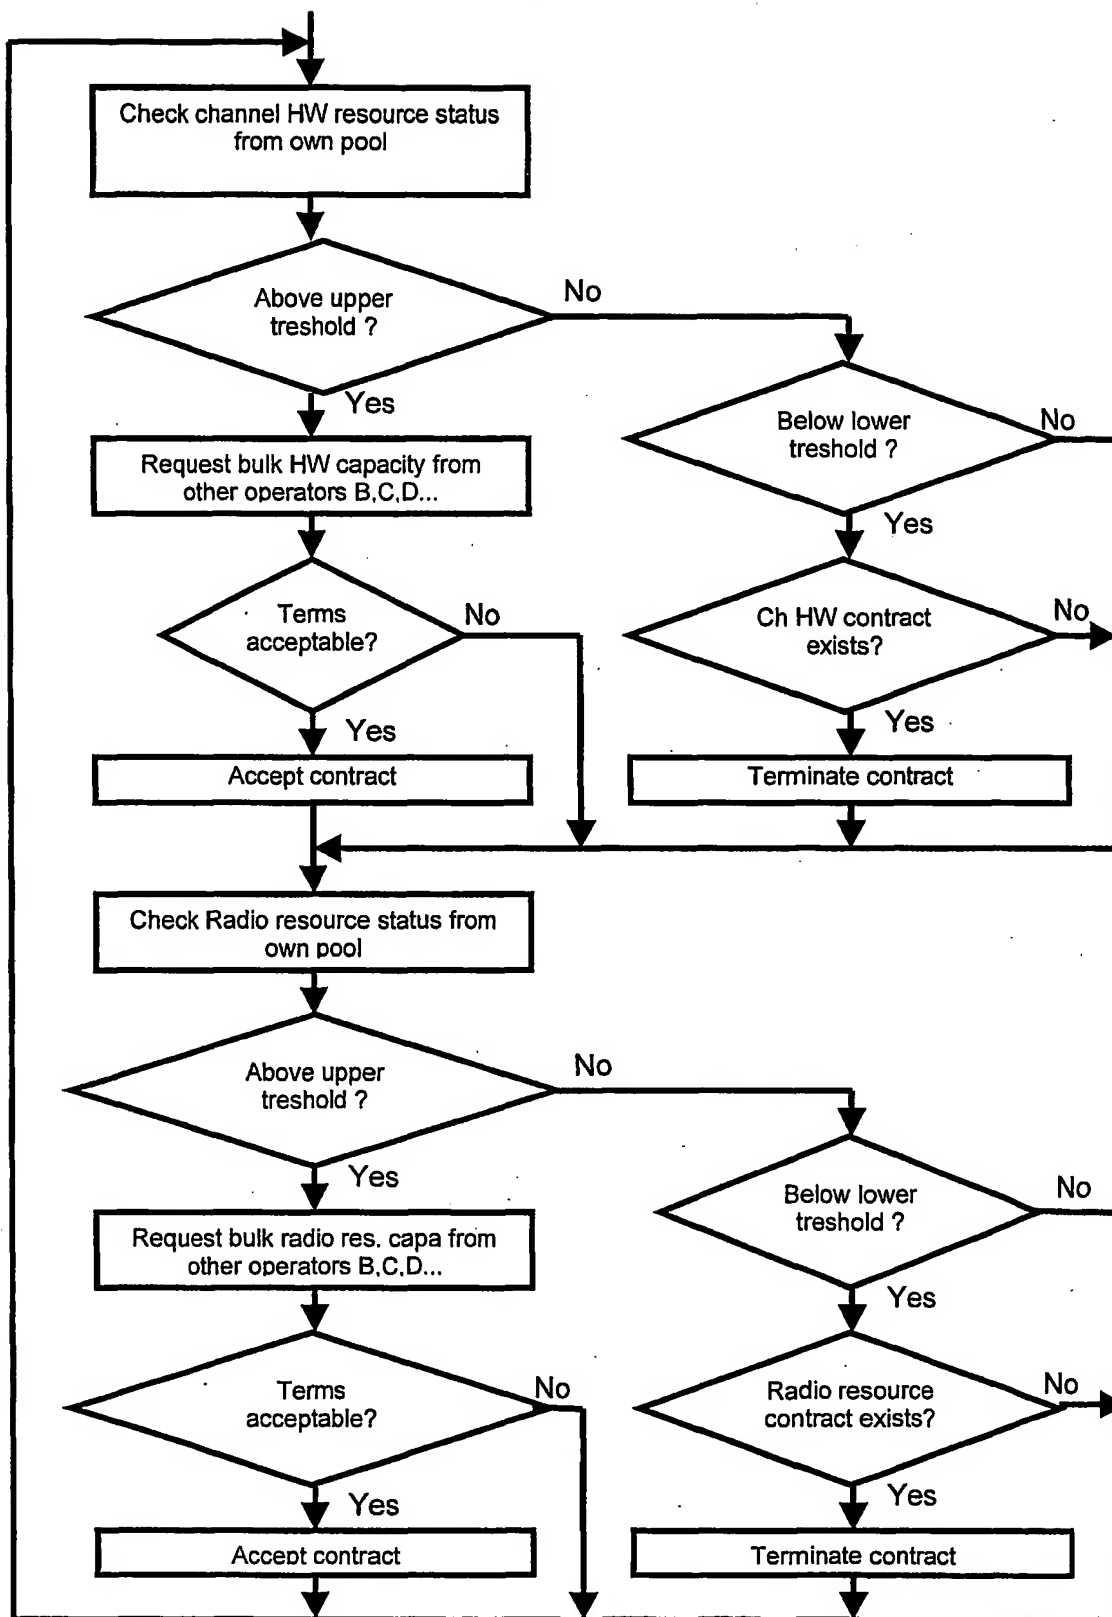 Check channel HW resource status
from own pool
Above upper
treshold ?
No
Yes
Below lower
treshold ?
No
Request bulk HW capacity from
other operators B,C,D...
Yes
Terms
acceptable?
No
Ch HW contract
exists?
No
Yes
Yes
Accept contract
Terminate contract
Check Radio resource status from
own pool
Above upper
treshold ?
No
Yes
Below lower
treshold ?
No
Request bulk radio res. capa from
other operators B,C,D...
Yes
Terms
acceptable?
No
Radio resource
contract exists?
No
Yes
Yes
Accept contract
Terminate contract